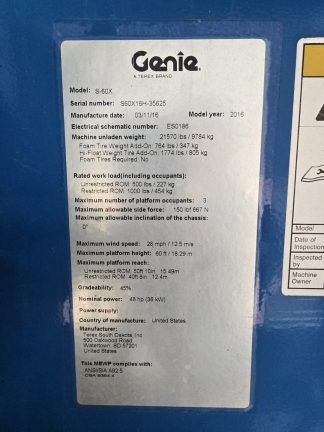 Genie.
A TEREX BRAND
Model: S-60X
Serial number: S60X16H-35625
Manufacture date: 03/11/16 Model year: 2016
Electrical schematic number: ES0186
Machine unladen weight: 21570 lbs / 9784 kg
Foam Tire Weight Add-On: 764 lbs / 347 kg
Hi-Float Weight Tire Add-On: 1774 lbs / 805 kg
Foam Tires Required: No
Rated work load(including occupants):
Unrestricted ROM: 500 lbs / 227 kg
Restricted ROM: 1000 lbs / 454 kg
Maximum number of platform occupants: 3
Maximum allowable side force: 150 lbf 667 N
Maximum allowable inclination of the chassis:
0°
Maximum wind speed: 28 mph / 12.5 m/s
Maximum platform height: 60 ft / 18.29 m
Maximum platform reach:
Unrestricted ROM: 50ft 10in 15.49m
Restricted ROM: 40ft 8in 12.4m
Gradeability: 45%
Nominal power: 48 hp (36 kW)
Power supply:
Country of manufacture: United States
Manufacturer:
Terex South Dakota, Inc
500 Oakwood Road
Watertown, SD 57201
United States
This MEWP complies with:
ANSI/SIA A92.5
Model
Date of
Inspection
Inspected
by
Machine
Owner